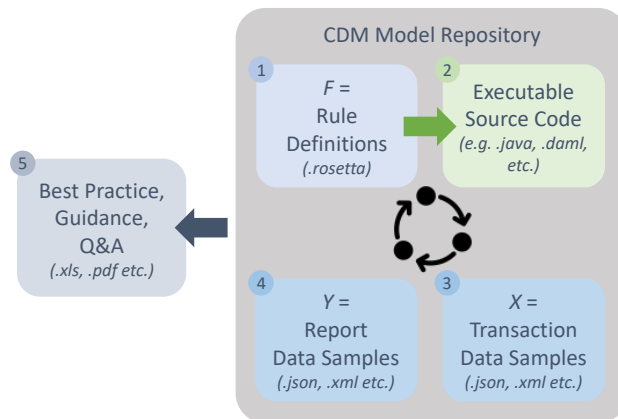 CDM Model Repository
1
F =
Rule
Definitions
(.rosetta)
2
Executable
Source Code
(e.g. .java, .daml,
etc.)
5
Best Practice,
Guidance,
Q&A
(.xls, .pdf etc.)
4
Y =
Report
Data Samples
(.json, .xml etc.)
3
X =
Transaction
Data Samples
(.json, .xml etc.)